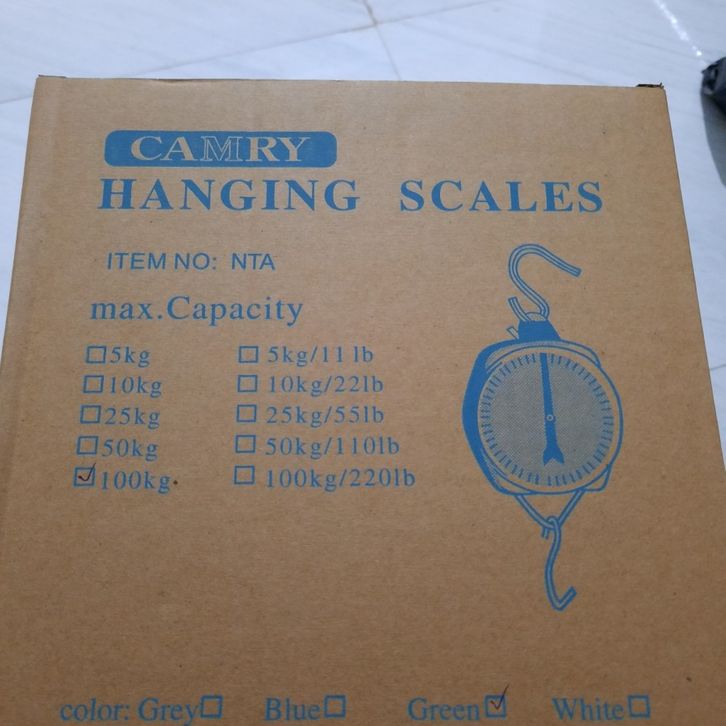 CAMRY
HANGING SCALES
ITEM NO: NTA
max.Capacity
☐5kg ☐ 5kg/11 lb
☐10kg ☐ 10kg/22lb
☐25kg ☐ 25kg/55lb
☐50kg ☐ 50kg/110lb
☑100kg ☐ 100kg/220lb
color: Grey☐ Blue☐ Green☑ White☐